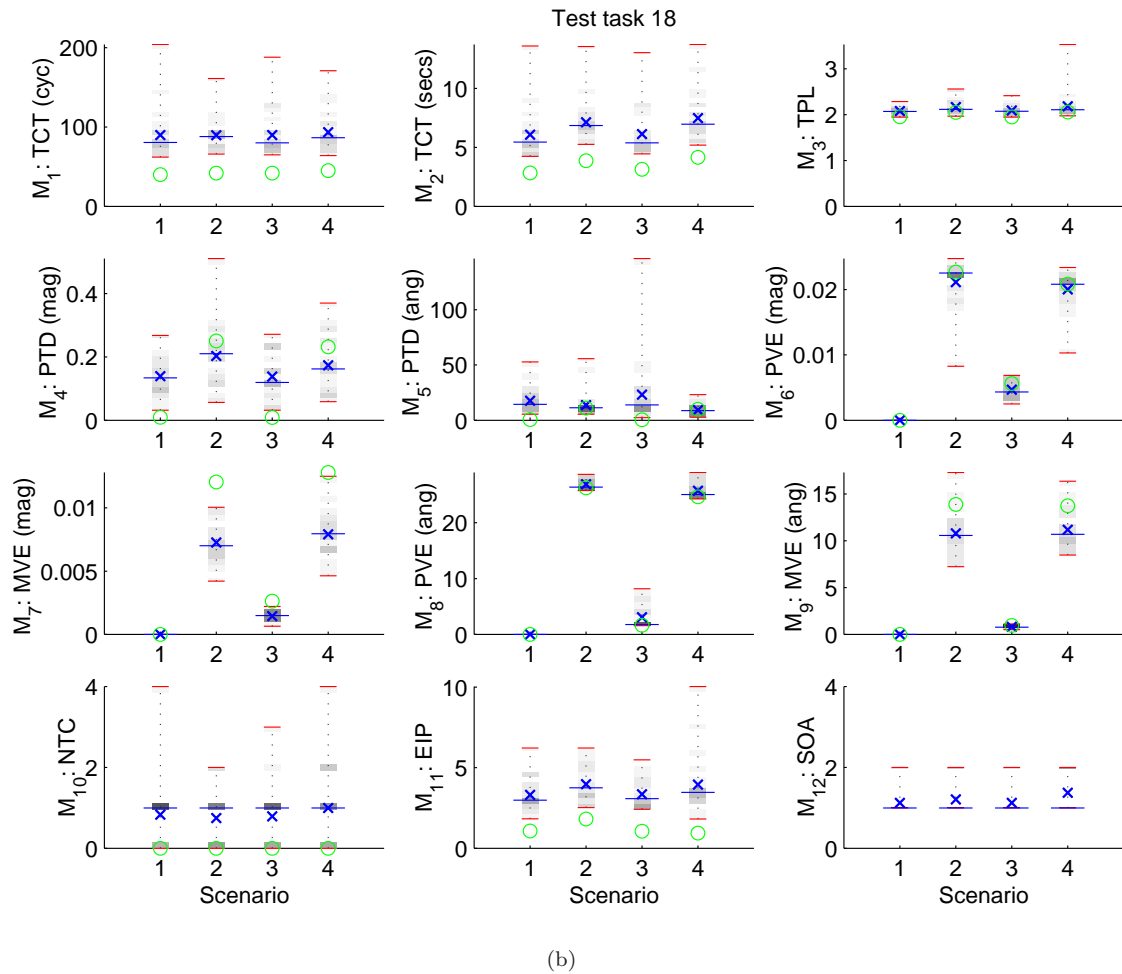 Test task 18
M1: TCT (cyc)
200
100
0
1 2 3 4
M2: TCT (secs)
10
5
0
1 2 3 4
M3: TPL
3
2
1
0
1 2 3 4
M4: PTD (mag)
0.4
0.2
0
1 2 3 4
M5: PTD (ang)
100
50
0
1 2 3 4
M6: PVE (mag)
0.02
0.01
0
1 2 3 4
M7: MVE (mag)
0.01
0.005
0
1 2 3 4
M8: PVE (ang)
20
10
0
1 2 3 4
M9: MVE (ang)
15
10
5
0
1 2 3 4
M10: NTC
4
2
0
1 2 3 4
Scenario
M11: EIP
10
5
0
1 2 3 4
Scenario
M12: SOA
4
2
0
1 2 3 4
Scenario
(b)